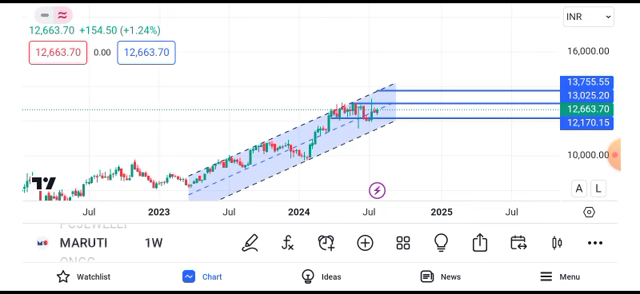 INR
12,663.70 +154.50 (+1.24%)
12,663.70 0.00 12,663.70
16,000.00
13,755.55
13,025.20
12,663.70
12,170.15
10,000.00
A L
Jul 2023 Jul 2024 Jul 2025 Jul
MARUTI 1W
ONGC
Watchlist Chart Ideas News Menu